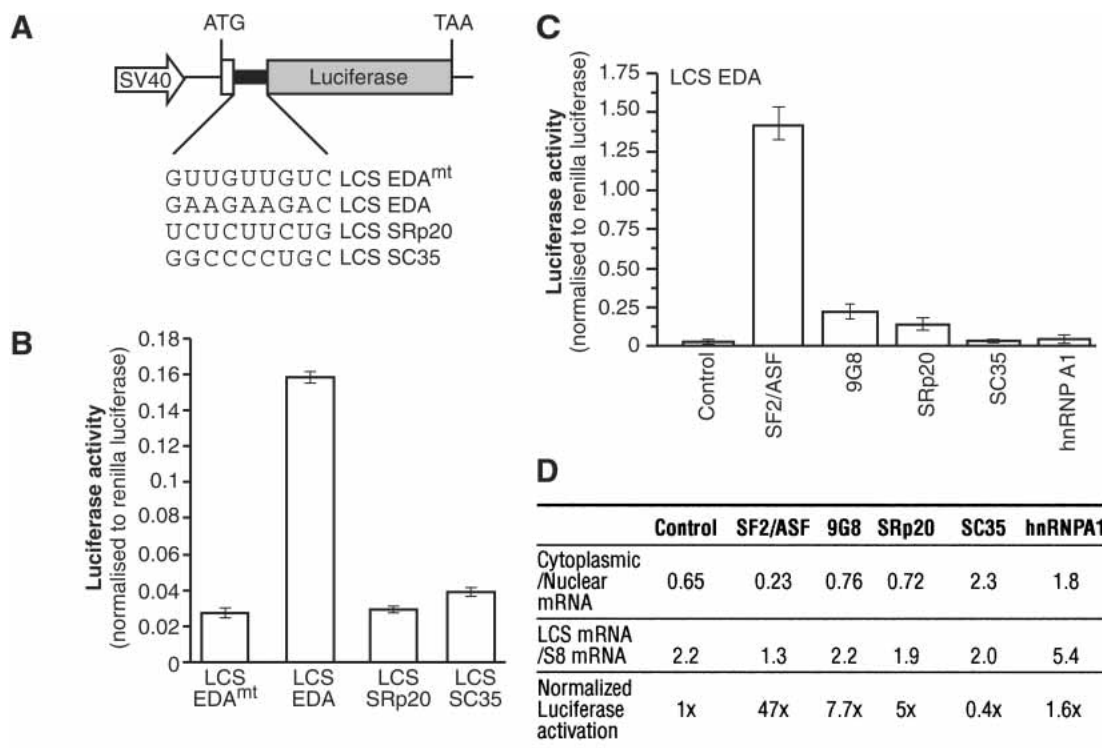 A
ATG
TAA
SV40
Luciferase
GUUGUUGUC LCS EDAmt
GAAGAAGAC LCS EDA
UCUCUUCUG LCS SRp20
GGCCCCUGC LCS SC35
B
Luciferase activity
(normalised to renilla luciferase)
0.18
0.16
0.14
0.12
0.1
0.08
0.06
0.04
0.02
0
LCS EDAmt
LCS EDA
LCS SRp20
LCS SC35
C
LCS EDA
Luciferase activity
(normalised to renilla luciferase)
1.75
1.50
1.25
1.00
0.75
0.50
0.25
0
Control
SF2/ASF
9G8
SRp20
SC35
hnRNP A1
D
Control SF2/ASF 9G8 SRp20 SC35 hnRNPA1
Cytoplasmic
/Nuclear 0.65 0.23 0.76 0.72 2.3 1.8
mRNA
LCS mRNA
/S8 mRNA 2.2 1.3 2.2 1.9 2.0 5.4
Normalized
Luciferase 1x 47x 7.7x 5x 0.4x 1.6x
activation